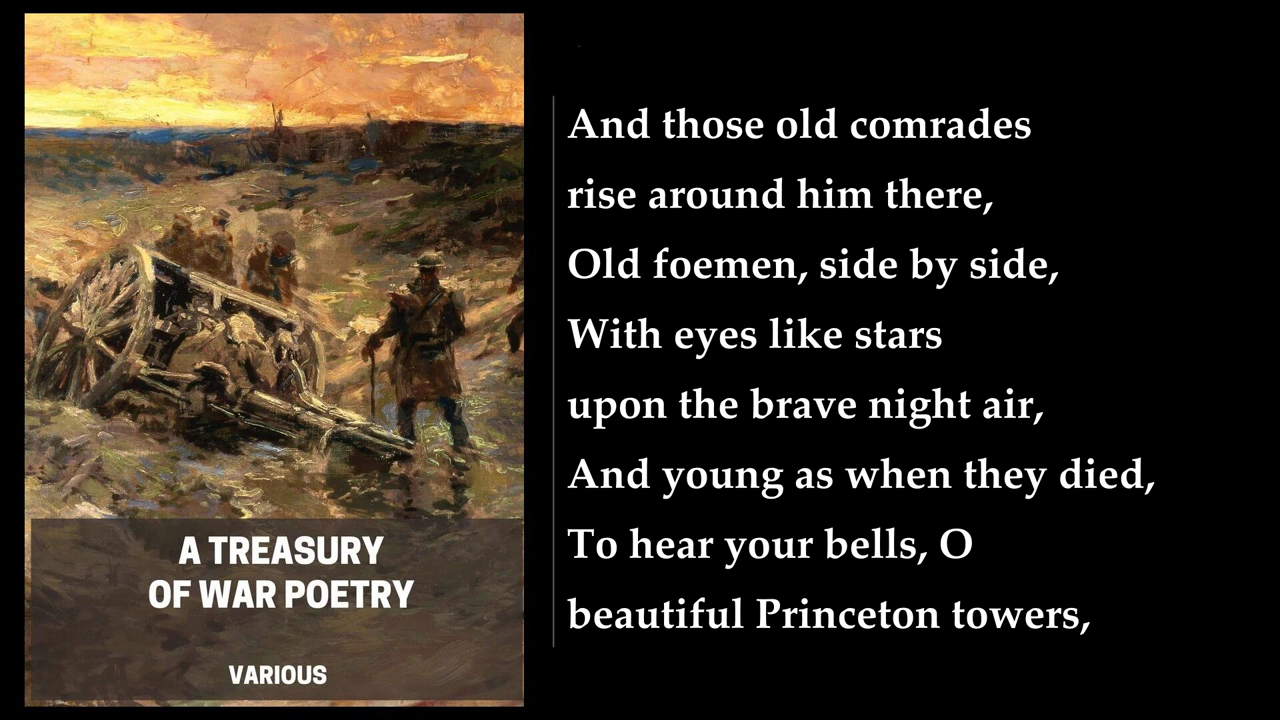 A TREASURY
OF WAR POETRY
VARIOUS
And those old comrades
rise around him there,
Old foemen, side by side,
With eyes like stars
upon the brave night air,
And young as when they died,
To hear your bells, O
beautiful Princeton towers,